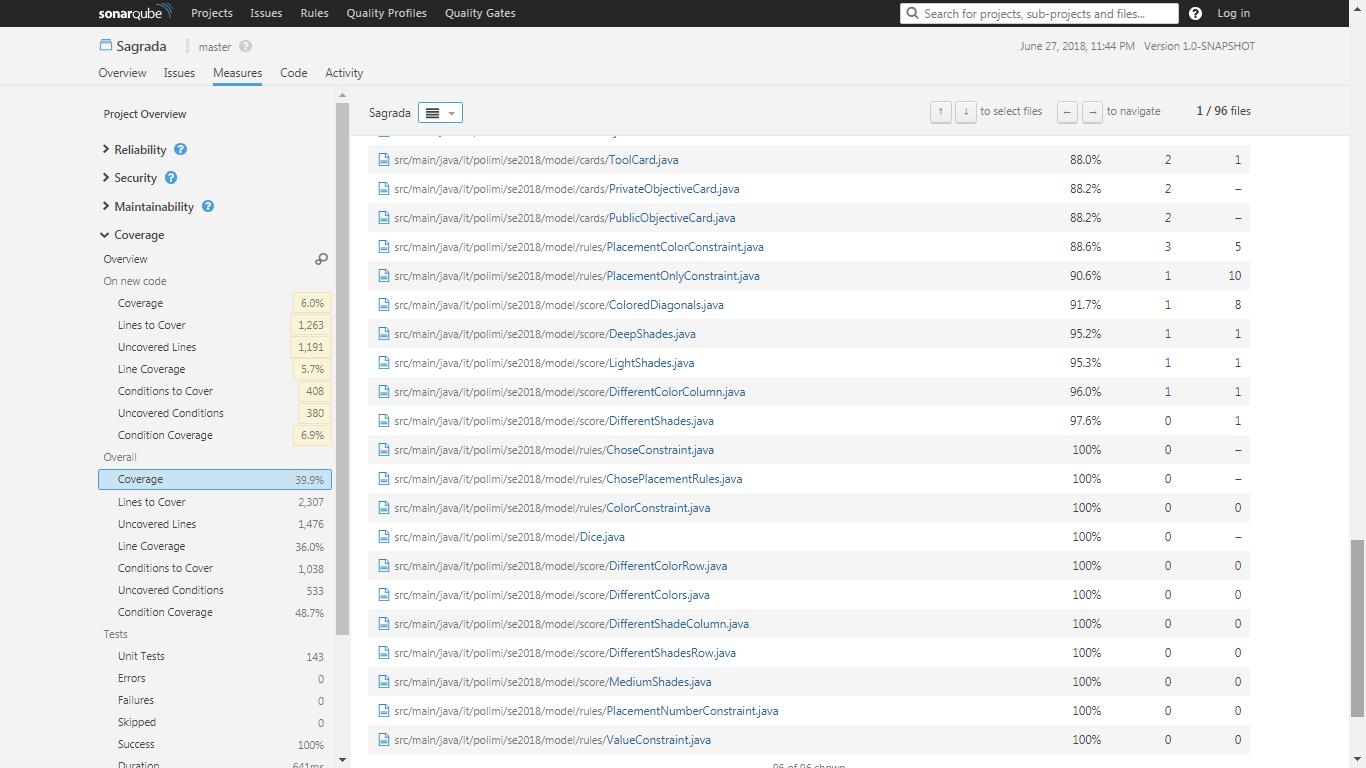 sonarqube Projects Issues Rules Quality Profiles Quality Gates Search for projects, sub-projects and files... ? Log in
Sagrada master ? June 27, 2018, 11:44 PM Version 1.0-SNAPSHOT
Overview Issues Measures Code Activity
Project Overview
Reliability ?
Security ?
Maintainability ?
Coverage
Overview
On new code
Coverage 6.0%
Lines to Cover 1,263
Uncovered Lines 1,191
Line Coverage 5.7%
Conditions to Cover 408
Uncovered Conditions 380
Condition Coverage 6.9%
Overall
Coverage 39.9%
Lines to Cover 2,307
Uncovered Lines 1,476
Line Coverage 36.0%
Conditions to Cover 1,038
Uncovered Conditions 533
Condition Coverage 48.7%
Tests
Unit Tests 143
Errors 0
Failures 0
Skipped 0
Success 100%
Duration 641ms
Sagrada ↑ ↓ to select files ← → to navigate 1 / 96 files
src/main/java/it/polimi/se2018/model/cards/ToolCard.java 88.0% 2 1
src/main/java/it/polimi/se2018/model/cards/PrivateObjectiveCard.java 88.2% 2 –
src/main/java/it/polimi/se2018/model/cards/PublicObjectiveCard.java 88.2% 2 –
src/main/java/it/polimi/se2018/model/rules/PlacementColorConstraint.java 88.6% 3 5
src/main/java/it/polimi/se2018/model/rules/PlacementOnlyConstraint.java 90.6% 1 10
src/main/java/it/polimi/se2018/model/score/ColoredDiagonals.java 91.7% 1 8
src/main/java/it/polimi/se2018/model/score/DeepShades.java 95.2% 1 1
src/main/java/it/polimi/se2018/model/score/LightShades.java 95.3% 1 1
src/main/java/it/polimi/se2018/model/score/DifferentColorColumn.java 96.0% 1 1
src/main/java/it/polimi/se2018/model/score/DifferentShades.java 97.6% 0 1
src/main/java/it/polimi/se2018/model/rules/ChoseConstraint.java 100% 0 –
src/main/java/it/polimi/se2018/model/rules/ChosePlacementRules.java 100% 0 –
src/main/java/it/polimi/se2018/model/rules/ColorConstraint.java 100% 0 0
src/main/java/it/polimi/se2018/model/Dice.java 100% 0 –
src/main/java/it/polimi/se2018/model/score/DifferentColorRow.java 100% 0 0
src/main/java/it/polimi/se2018/model/score/DifferentColors.java 100% 0 0
src/main/java/it/polimi/se2018/model/score/DifferentShadeColumn.java 100% 0 0
src/main/java/it/polimi/se2018/model/score/DifferentShadesRow.java 100% 0 0
src/main/java/it/polimi/se2018/model/score/MediumShades.java 100% 0 0
src/main/java/it/polimi/se2018/model/rules/PlacementNumberConstraint.java 100% 0 0
src/main/java/it/polimi/se2018/model/rules/ValueConstraint.java 100% 0 0
96 of 96 shown